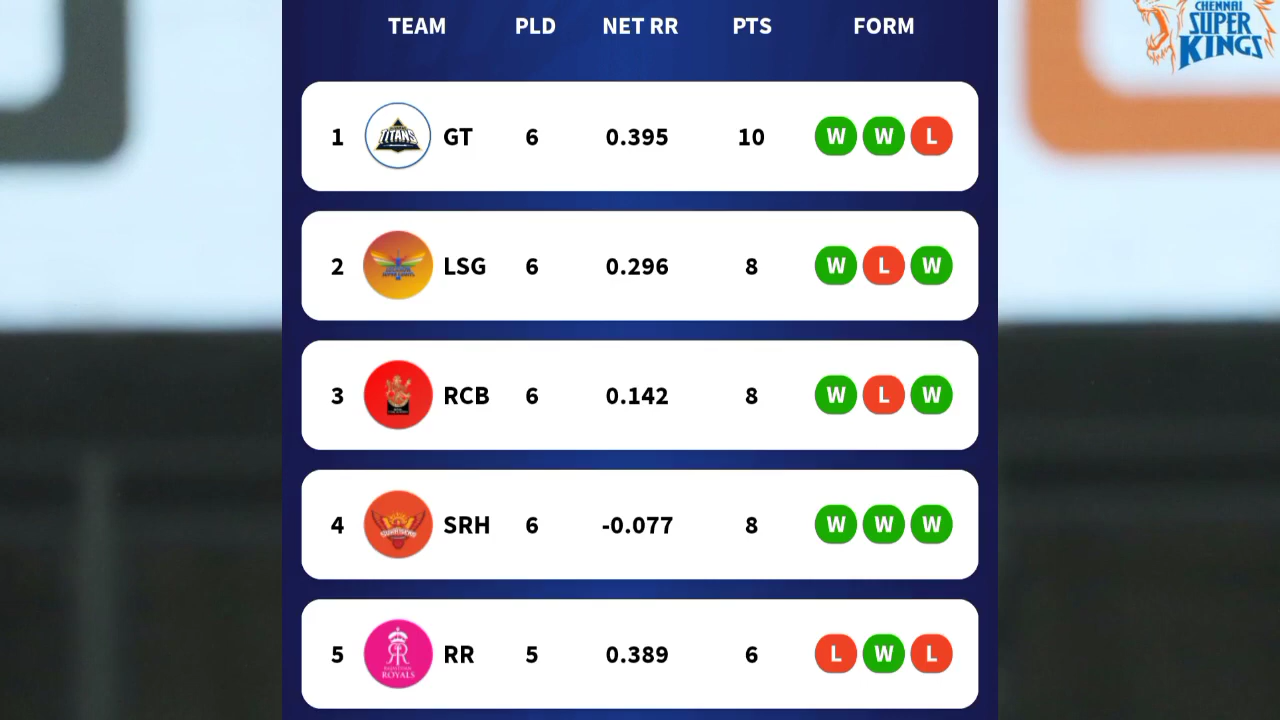 TEAM PLD NET RR PTS FORM
CHENNAI
SUPER
KINGS
1 TITANS GT 6 0.395 10 W W L
2 LSG 6 0.296 8 W L W
3 RCB 6 0.142 8 W L W
4 SRH 6 -0.077 8 W W W
5 RR 5 0.389 6 L W L
ROYALS